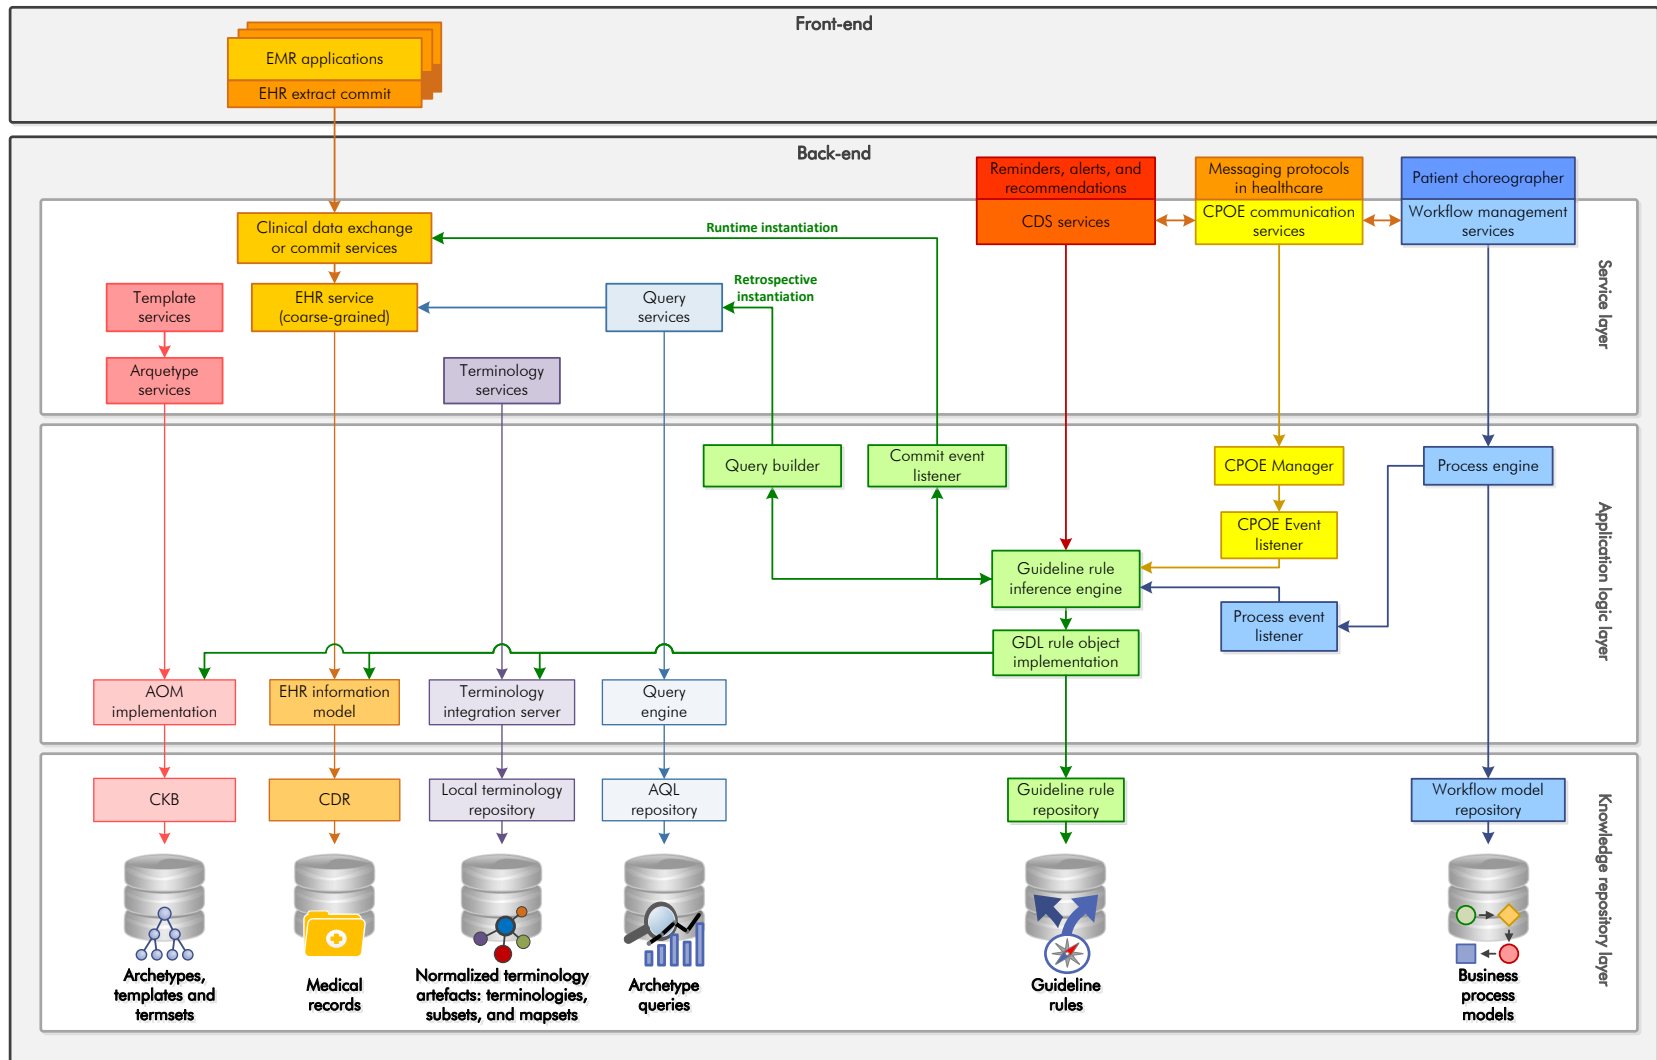 Front-end
EMR applications
EHR extract commit
Back-end
Reminders, alerts, and
recommendations
Messaging protocols
in healthcare
Patient choreographer
Clinical data exchange
or commit services
Runtime instantiation
CDS services
CPOE communication
services
Workflow management
services
Service layer
Template
services
EHR service
(coarse-grained)
Query
services
Retrospective
instantiation
Arquetype
services
Terminology
services
Query builder
Commit event
listener
CPOE Manager
Process engine
CPOE Event
listener
Application logic layer
Guideline rule
inference engine
Process event
listener
GDL rule object
implementation
AOM
implementation
EHR information
model
Terminology
integration server
Query
engine
CKB
CDR
Local terminology
repository
AQL
repository
Guideline rule
repository
Workflow model
repository
Knowledge repository layer
Archetypes,
templates and
termsets
Medical
records
Normalized terminology
artefacts: terminologies,
subsets, and mapsets
Archetype
queries
Guideline
rules
Business
process
models